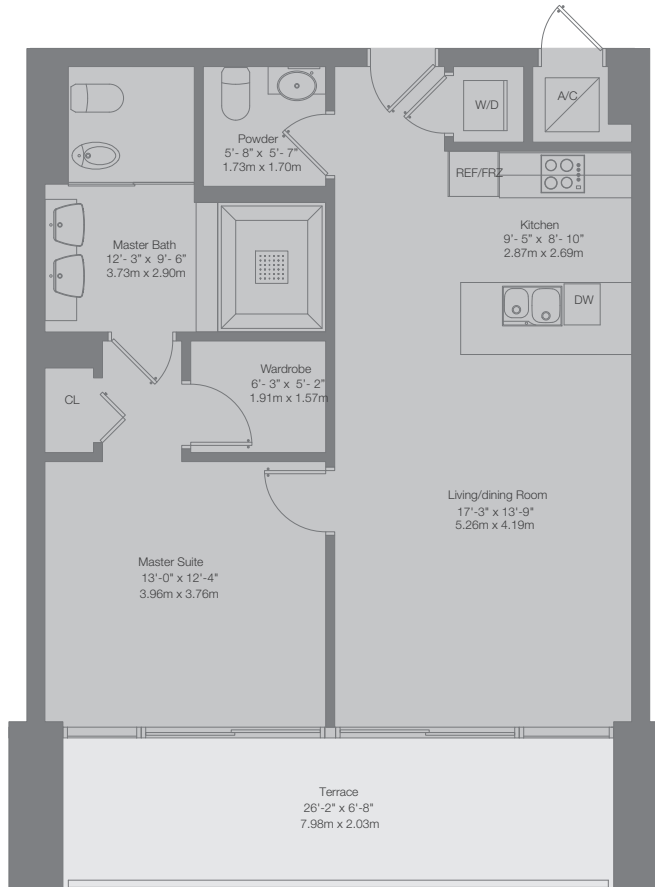 A/C
W/D
Powder
5'- 8" x 5'- 7"
1.73m x 1.70m
REF/FRZ
Kitchen
9'- 5" x 8'- 10"
2.87m x 2.69m
Master Bath
12'- 3" x 9'- 6"
3.73m x 2.90m
DW
Wardrobe
6'- 3" x 5'- 2"
1.91m x 1.57m
CL
Living/dining Room
17'-3" x 13'-9"
5.26m x 4.19m
Master Suite
13'-0" x 12'-4"
3.96m x 3.76m
Terrace
26'-2" x 6'-8"
7.98m x 2.03m